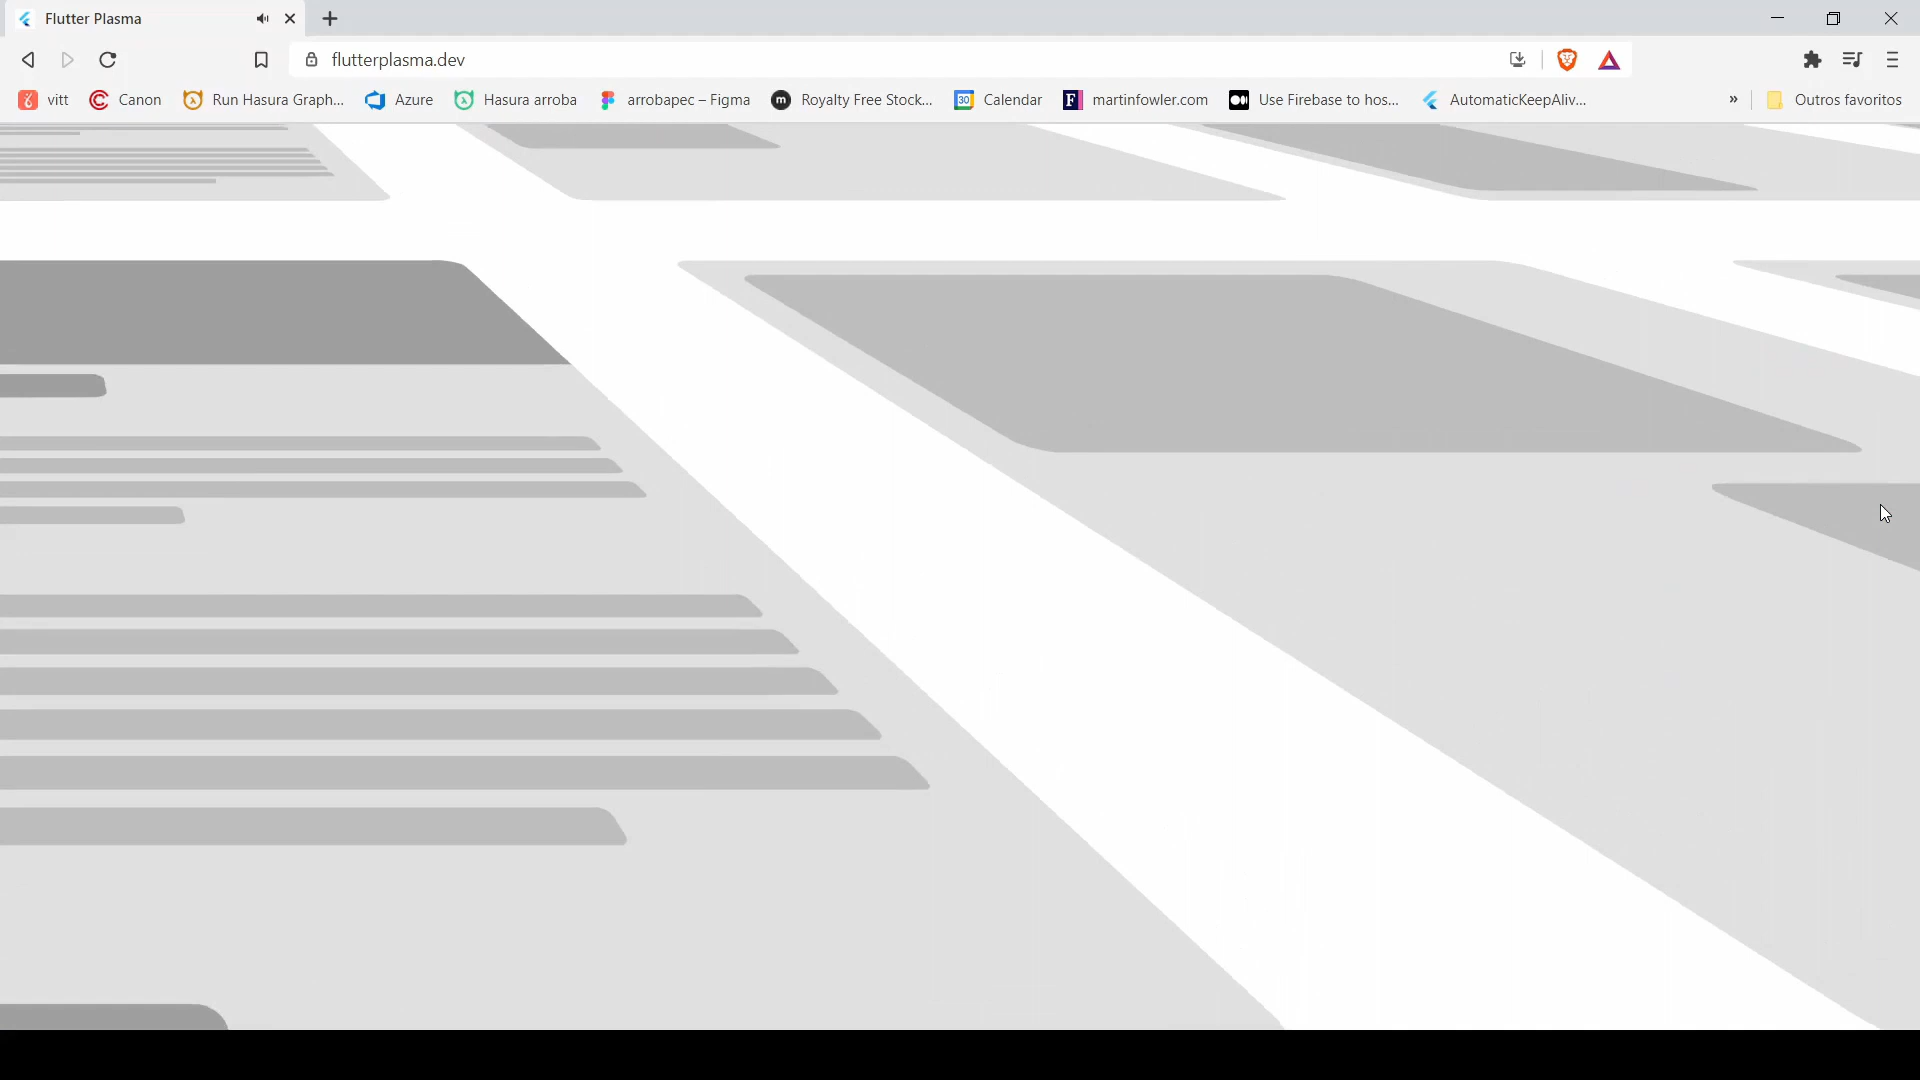 Flutter Plasma
flutterplasma.dev
vitt Canon Run Hasura Graph... Azure Hasura arroba arrobapec – Figma Royalty Free Stock... 30 Calendar F martinfowler.com Use Firebase to hos... AutomaticKeepAliv... » Outros favoritos